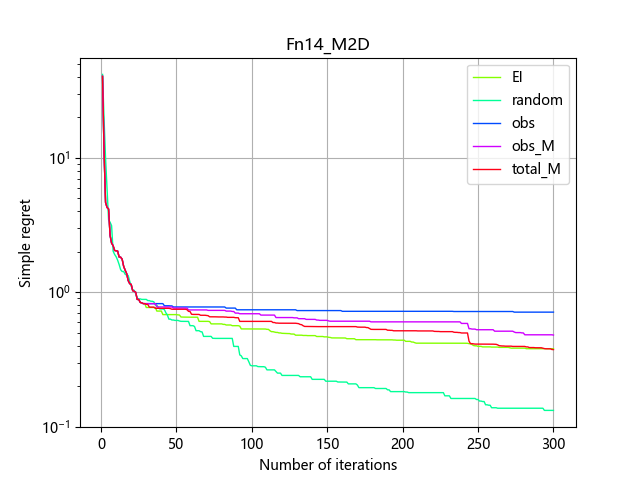 Fn14_M2D
Simple regret
10^1
10^0
10^-1
0
50
100
150
200
250
300
Number of iterations
EI
random
obs
obs_M
total_M